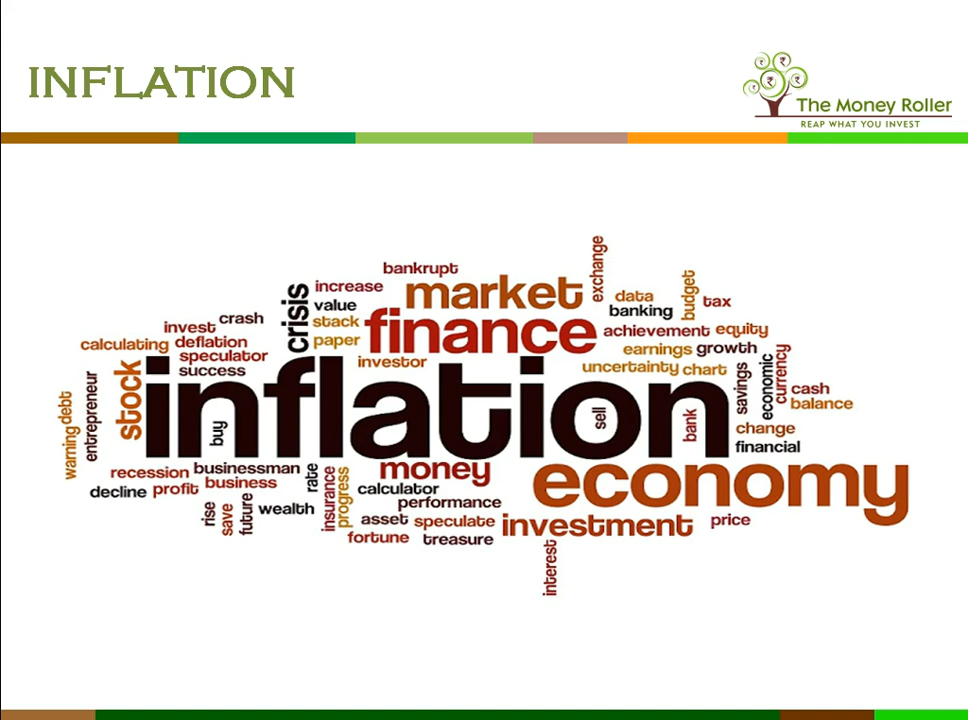 INFLATION
The Money Roller
REAP WHAT YOU INVEST
exchange
bankrupt
market
budget
increase
crisis
data
tax
value
banking
crash
stack
finance
invest
achievement
equity
calculating
deflation
paper
earnings
growth
speculator
investor
uncertainty
chart
success
inflation
savings
economic
currency
stock
cash
entrepreneur
debt
balance
warning
buy
sell
bank
change
financial
recession
businessman
rate
money
economy
decline
profit
business
insurance
progress
calculator
performance
rise
save
future
wealth
asset
speculate
investment
price
fortune
treasure
interest